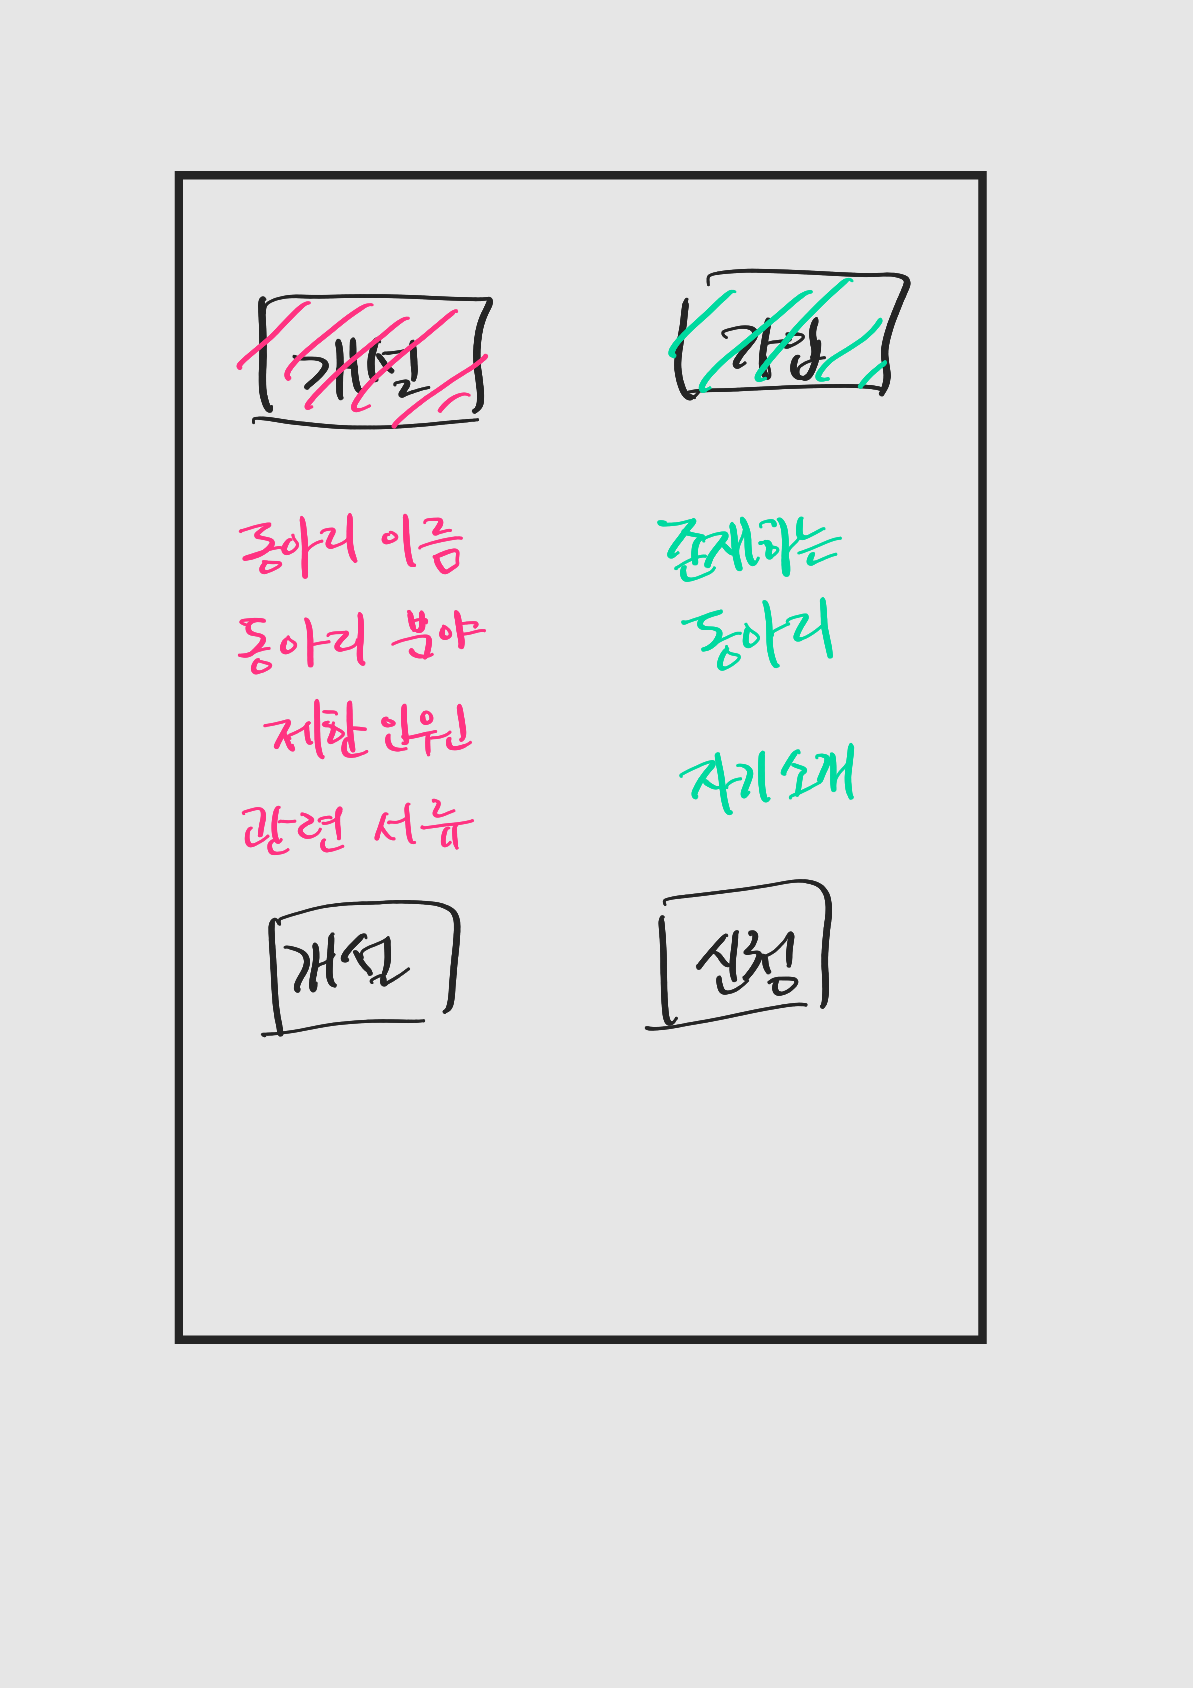 개설
가입
동아리 이름
동아리 분야
제한 인원
관련 서류
개설
존재하는
동아리
자기소개
신청